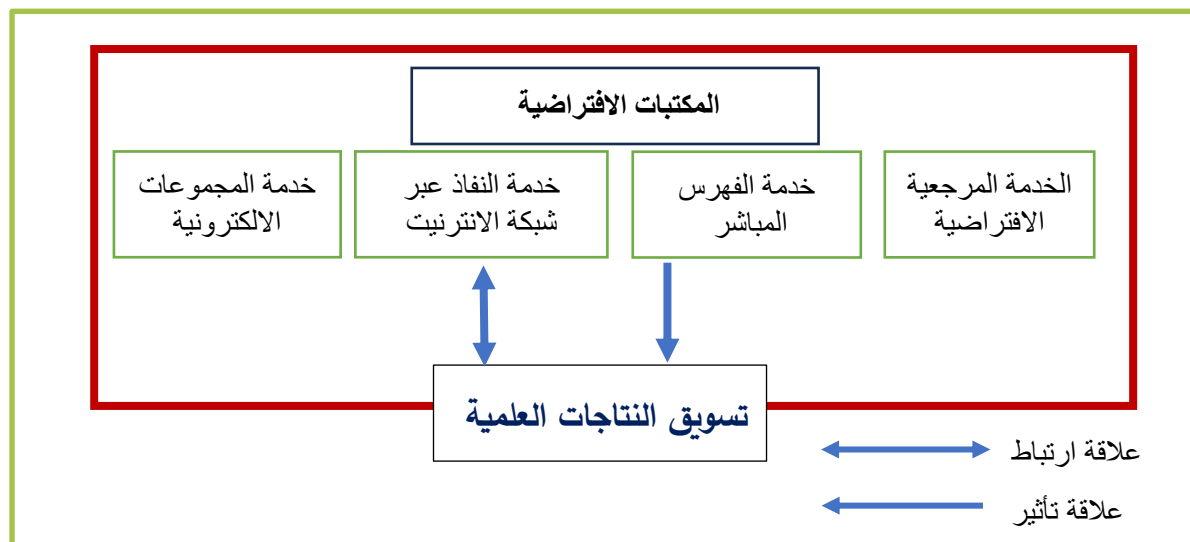 المكتبات الافتراضية
الخدمة المرجعية
الافتراضية
خدمة الفهرس
المباشر
خدمة النفاذ عبر
شبكة الانترنيت
خدمة المجموعات
الالكترونية
تسويق النتاجات العلمية
علاقة ارتباط
علاقة تأثير